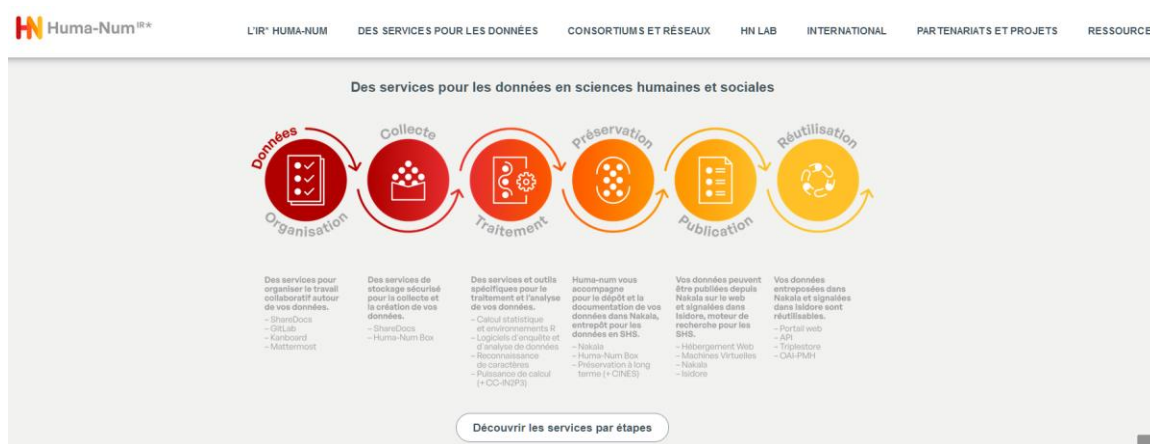 HN Huma-Num IR*
L'IR* HUMA-NUM
DES SERVICES POUR LES DONNÉES
CONSORTIUMS ET RÉSEAUX
HN LAB
INTERNATIONAL
PARTENARIATS ET PROJETS
RESSOURCE
Des services pour les données en sciences humaines et sociales
Données
Organisation
Collecte
Traitement
Préservation
Publication
Réutilisation
Des services pour
organiser le travail
collaboratif autour
de vos données.
– ShareDocs
– GitLab
– Kanboard
– Mattermost
Des services de
stockage sécurisé
pour la collecte et
la création de vos
données.
– ShareDocs
– Huma-Num Box
Des services et outils
spécifiques pour le
traitement et l'analyse
de vos données.
– Calcul statistique
et environnements R
– Logiciels d'enquête et
d'analyse de données
– Reconnaissance
de caractères
– Puissance de calcul
(+CC-IN2P3)
Huma-num vous
accompagne
pour le dépôt et la
documentation de vos
données dans Nakala,
entrepôt pour les
données en SHS.
– Nakala
– Huma-Num Box
– Préservation à long
terme (+ CINES)
Vos données peuvent
être publiées depuis
Nakala sur le web
et signalées dans
Isidore, moteur de
recherche pour les
SHS.
– Hébergement Web
– Machines Virtuelles
– Nakala
– Isidore
Vos données
entreposées dans
Nakala et signalées
dans Isidore sont
réutilisables.
– Portail web
– API
– Triplestore
– OAI-PMH
Découvrir les services par étapes